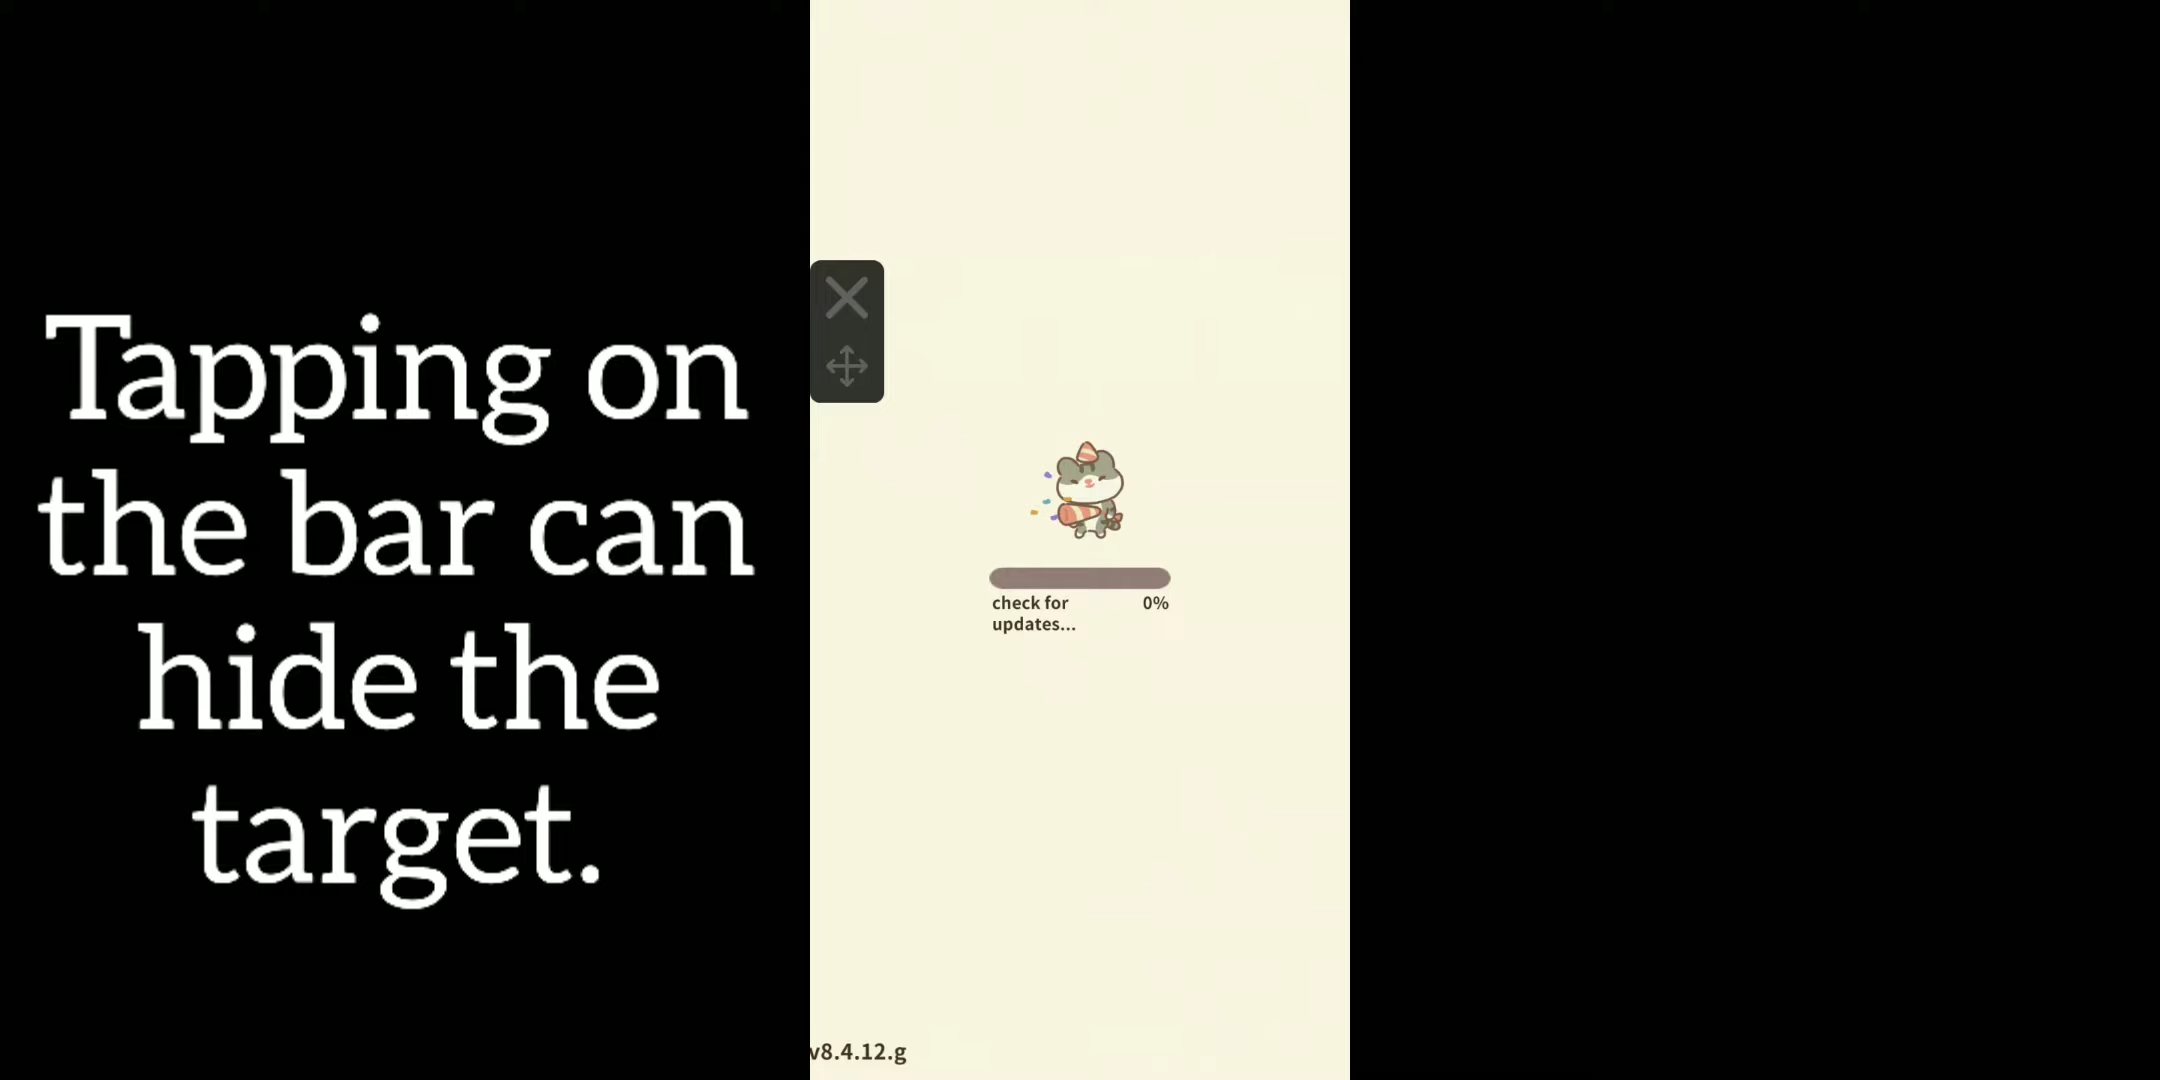 Tapping on
the bar can
hide the
target.
check for
updates...
0%
v8.4.12.g